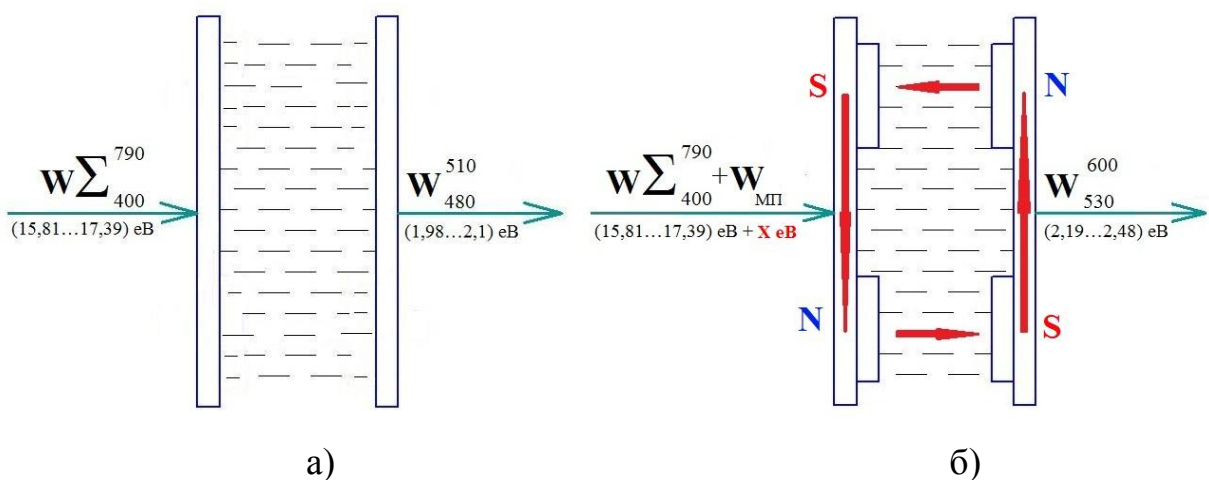 WΣ 790 400
(15,81...17,39) еВ
W 510 480
(1,98...2,1) еВ
а)
S
N
WΣ 790 400 + W МП
(15,81...17,39) еВ + X еВ
N
S
W 600 530
(2,19...2,48) еВ
б)